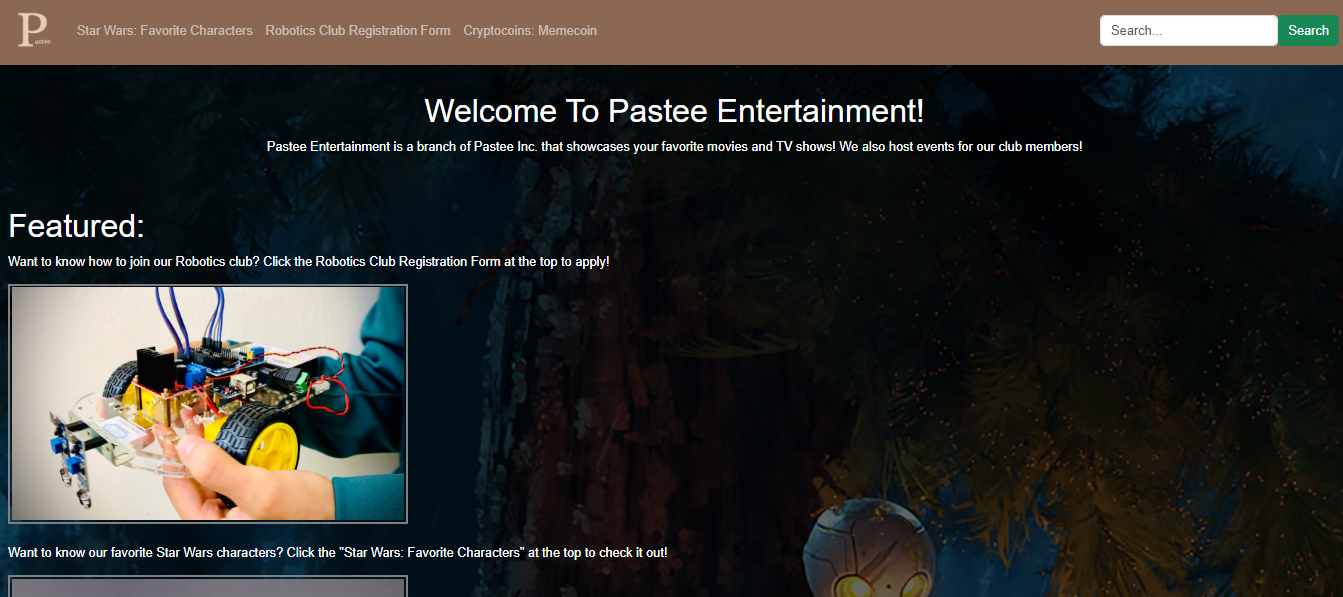 Pastee
Star Wars: Favorite Characters
Robotics Club Registration Form
Cryptocoins: Memecoin
Search...
Search
Welcome To Pastee Entertainment!
Pastee Entertainment is a branch of Pastee Inc. that showcases your favorite movies and TV shows! We also host events for our club members!
Featured:
Want to know how to join our Robotics club? Click the Robotics Club Registration Form at the top to apply!
Want to know our favorite Star Wars characters? Click the "Star Wars: Favorite Characters" at the top to check it out!